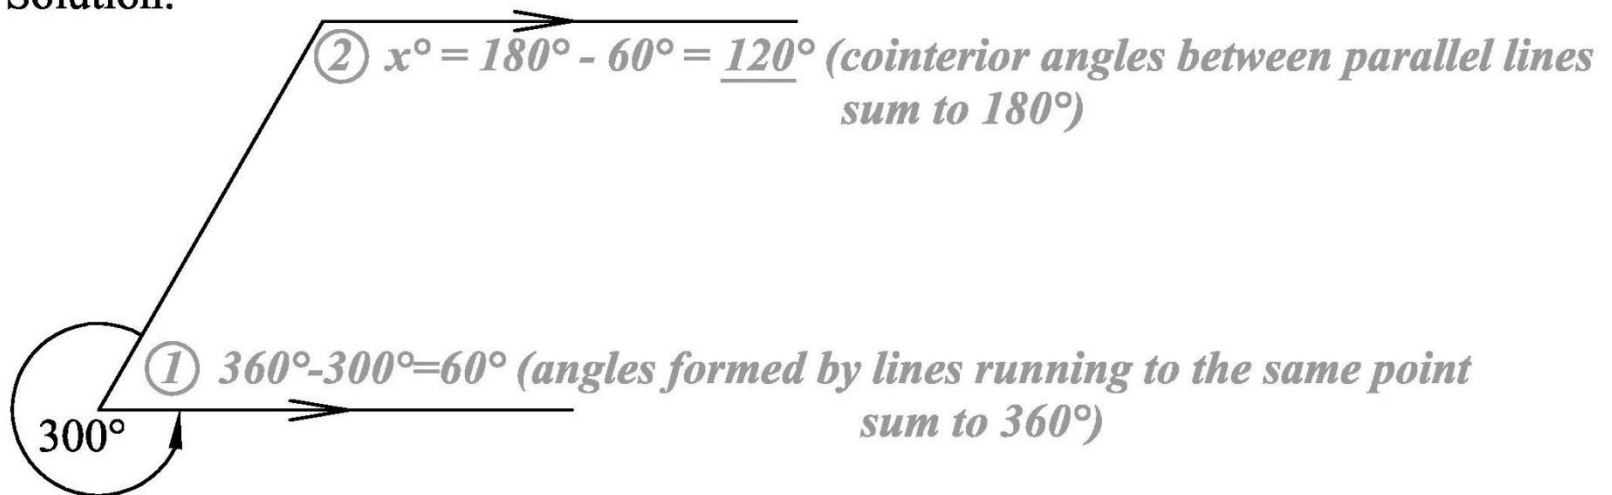 Solution:
② x° = 180° - 60° = 120° (cointerior angles between parallel lines
sum to 180°)
① 360°-300°=60° (angles formed by lines running to the same point
sum to 360°)
300°